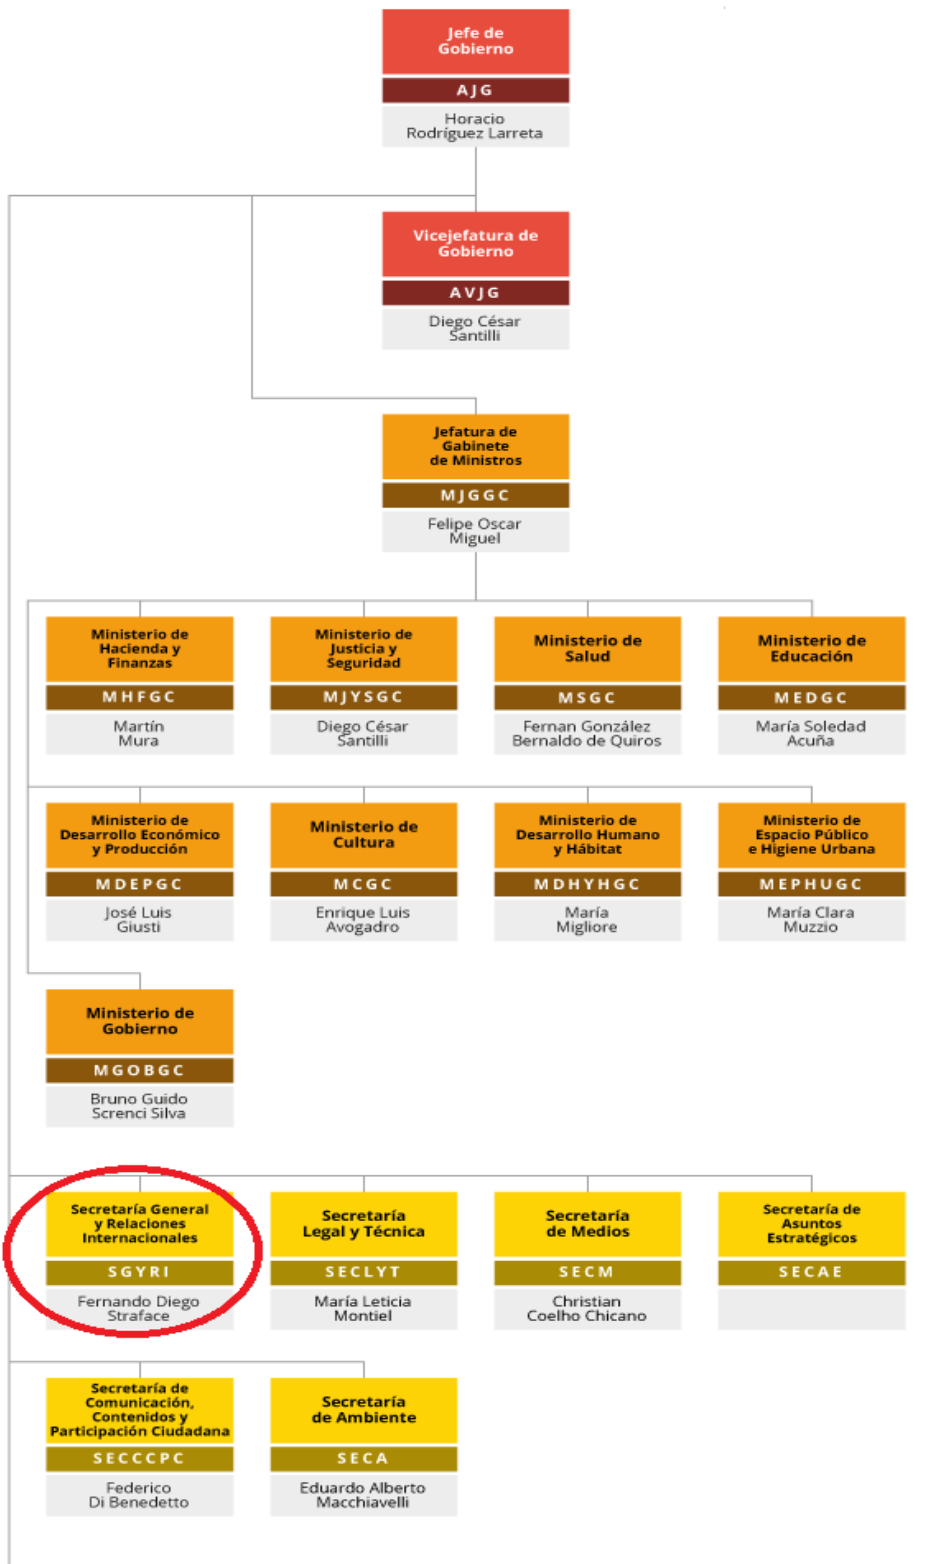 Jefe de
Gobierno
AJG
Horacio
Rodríguez Larreta
Vicejefatura de
Gobierno
AVJG
Diego César
Santilli
Jefatura de
Gabinete
de Ministros
MJGGC
Felipe Oscar
Miguel
Ministerio de
Hacienda y
Finanzas
MHFGC
Martín
Mura
Ministerio de
Justicia y
Seguridad
MJYSGC
Diego César
Santilli
Ministerio de
Salud
MSGC
Fernan González
Bernaldo de Quiros
Ministerio de
Educación
MEDGC
María Soledad
Acuña
Ministerio de
Desarrollo Económico
y Producción
MDEPGC
José Luis
Giusti
Ministerio de
Cultura
MCGC
Enrique Luis
Avogadro
Ministerio de
Desarrollo Humano
y Hábitat
MDHYHGC
María
Migliore
Ministerio de
Espacio Público
e Higiene Urbana
MEPHUGC
María Clara
Muzzio
Ministerio de
Gobierno
MGOBGC
Bruno Guido
Screnci Silva
Secretaría General
y Relaciones
Internacionales
SGYRI
Fernando Diego
Straface
Secretaría
Legal y Técnica
SECLYT
María Leticia
Montiel
Secretaría
de Medios
SECM
Christian
Coelho Chicano
Secretaría de
Asuntos
Estratégicos
SECAE
Secretaría de
Comunicación,
Contenidos y
Participación Ciudadana
SECCCPC
Federico
Di Benedetto
Secretaría
de Ambiente
SECA
Eduardo Alberto
Macchiavelli